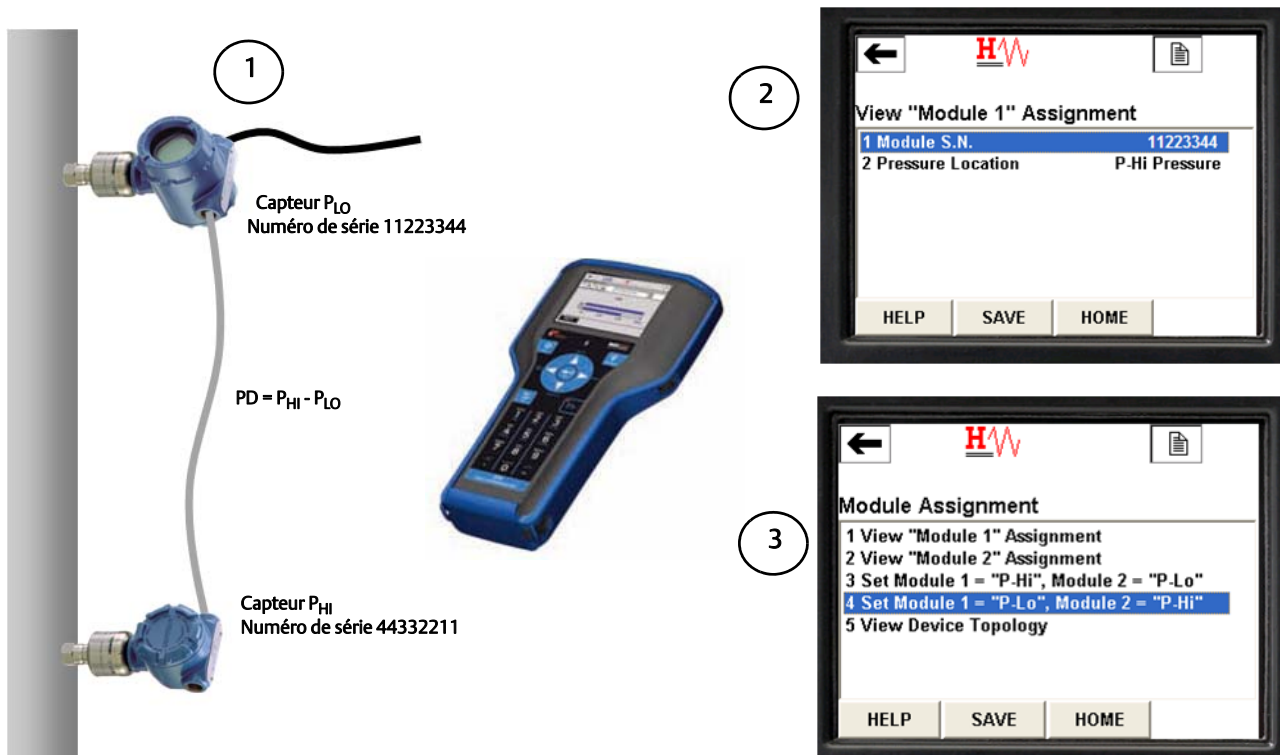 1
Capteur PLO
Numéro de série 11223344
PD = PHI - PLO
Capteur PHI
Numéro de série 44332211
2
H
View "Module 1" Assignment
1 Module S.N. 11223344
2 Pressure Location P-Hi Pressure
HELP SAVE HOME
3
H
Module Assignment
1 View "Module 1" Assignment
2 View "Module 2" Assignment
3 Set Module 1 = "P-Hi", Module 2 = "P-Lo"
4 Set Module 1 = "P-Lo", Module 2 = "P-Hi"
5 View Device Topology
HELP SAVE HOME